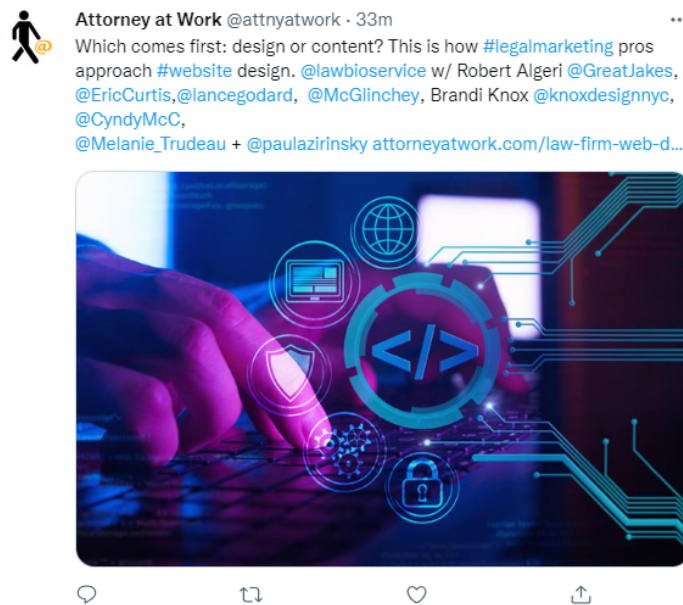 Attorney at Work @attnyatwork · 33m
Which comes first: design or content? This is how #legalmarketing pros
approach #website design. @lawbioservice w/ Robert Algeri @GreatJakes,
@EricCurtis,@lancegodard, @McGlinchey, Brandi Knox @knoxdesignnyc,
@CyndyMcC,
@Melanie_Trudeau + @paulazirinsky attorneyatwork.com/law-firm-web-d...
</>